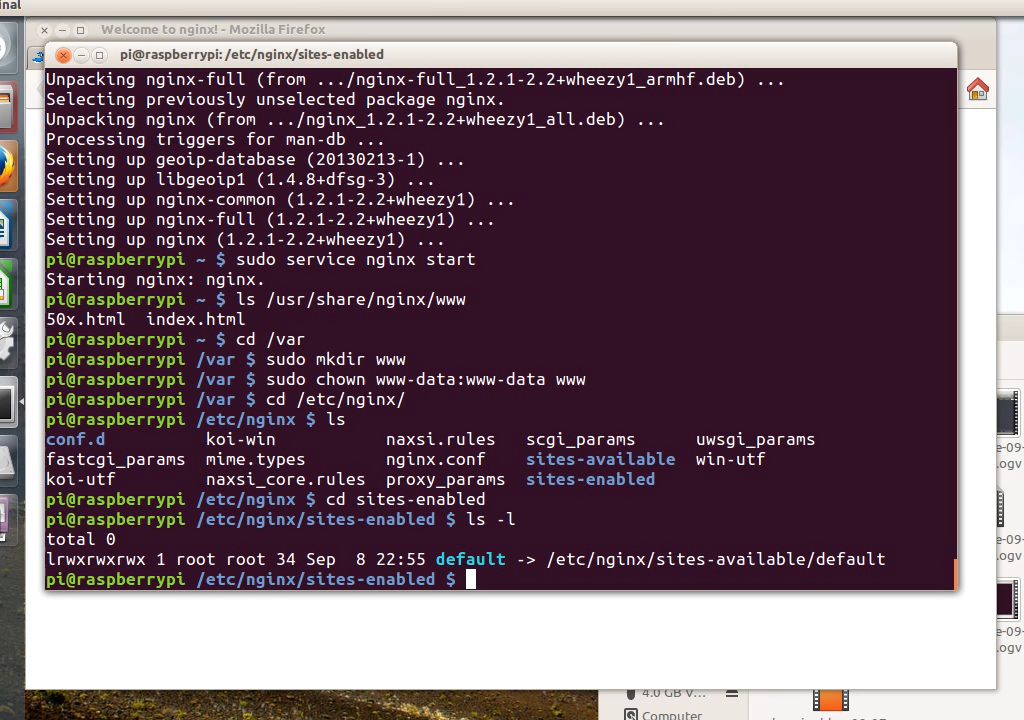 nal
Welcome to nginx! - Mozilla Firefox
pi@raspberrypi: /etc/nginx/sites-enabled
Unpacking nginx-full (from .../nginx-full_1.2.1-2.2+wheezy1_armhf.deb) ...
Selecting previously unselected package nginx.
Unpacking nginx (from .../nginx_1.2.1-2.2+wheezy1_all.deb) ...
Processing triggers for man-db ...
Setting up geoip-database (20130213-1) ...
Setting up libgeoip1 (1.4.8+dfsg-3) ...
Setting up nginx-common (1.2.1-2.2+wheezy1) ...
Setting up nginx-full (1.2.1-2.2+wheezy1) ...
Setting up nginx (1.2.1-2.2+wheezy1) ...
pi@raspberrypi ~ $ sudo service nginx start
Starting nginx: nginx.
pi@raspberrypi ~ $ ls /usr/share/nginx/www
50x.html  index.html
pi@raspberrypi ~ $ cd /var
pi@raspberrypi /var $ sudo mkdir www
pi@raspberrypi /var $ sudo chown www-data:www-data www
pi@raspberrypi /var $ cd /etc/nginx/
pi@raspberrypi /etc/nginx $ ls
conf.d          koi-win           naxsi.rules   scgi_params      uwsgi_params
fastcgi_params  mime.types        nginx.conf    sites-available  win-utf
koi-utf         naxsi_core.rules  proxy_params  sites-enabled
pi@raspberrypi /etc/nginx $ cd sites-enabled
pi@raspberrypi /etc/nginx/sites-enabled $ ls -l
total 0
lrwxrwxrwx 1 root root 34 Sep  8 22:55 default -> /etc/nginx/sites-available/default
pi@raspberrypi /etc/nginx/sites-enabled $
e-09-
.ogv
e-09-
.ogv
e-09-
.ogv
4.0 GB V...
Computer